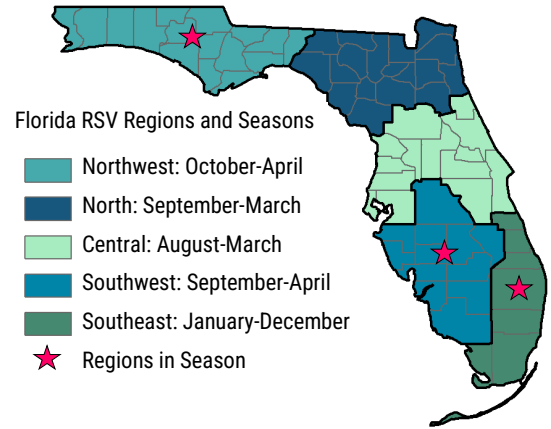 Florida RSV Regions and Seasons
Northwest: October-April
North: September-March
Central: August-March
Southwest: September-April
Southeast: January-December
Regions in Season